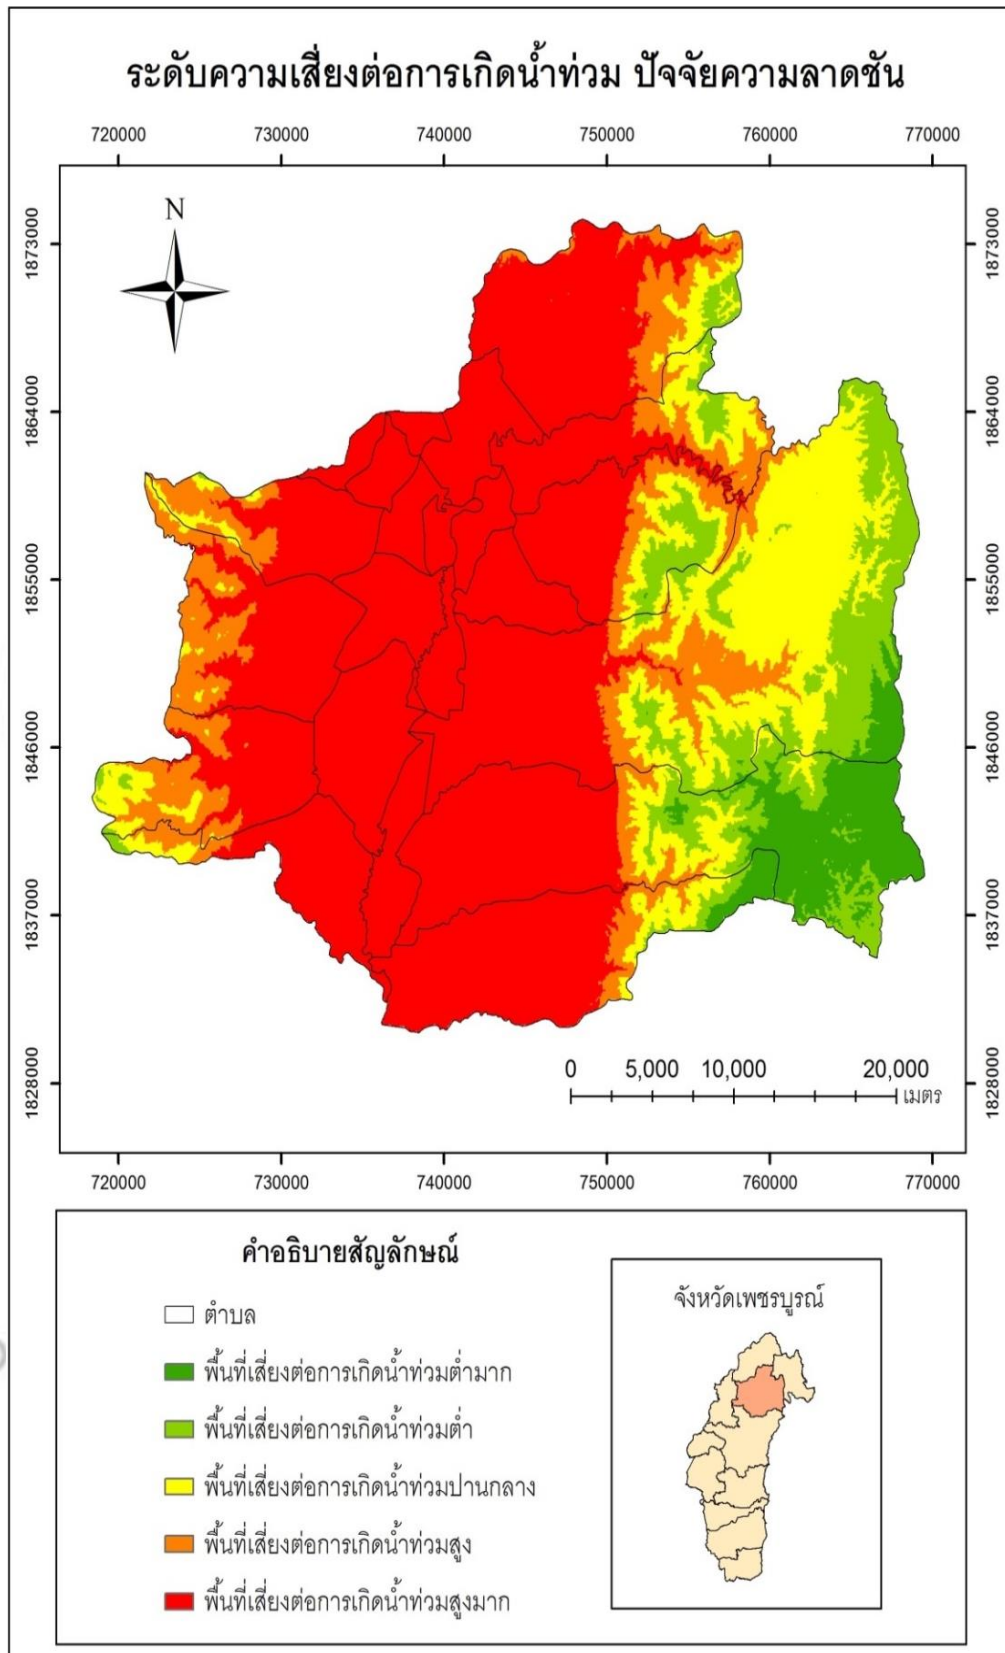 ระดับความเสี่ยงต่อการเกิดน้ำท่วม ปัจจัยความลาดชัน
720000 730000 740000 750000 760000 770000
N
1873000 1873000
1864000 1864000
1855000 1855000
1846000 1846000
1837000 1837000
1828000 1828000
0 5,000 10,000 20,000
เมตร
720000 730000 740000 750000 760000 770000
คำอธิบายสัญลักษณ์
ตำบล
พื้นที่เสี่ยงต่อการเกิดน้ำท่วมต่ำมาก
พื้นที่เสี่ยงต่อการเกิดน้ำท่วมต่ำ
พื้นที่เสี่ยงต่อการเกิดน้ำท่วมปานกลาง
พื้นที่เสี่ยงต่อการเกิดน้ำท่วมสูง
พื้นที่เสี่ยงต่อการเกิดน้ำท่วมสูงมาก
จังหวัดเพชรบูรณ์